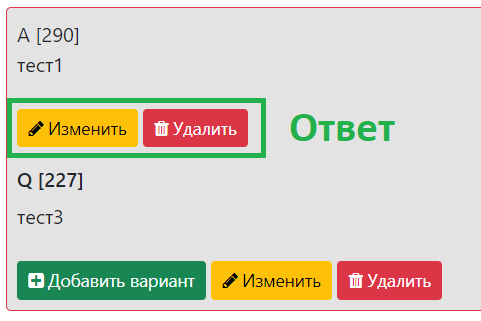 A [290]
тест1
Изменить Удалить Ответ
Q [227]
тест3
Добавить вариант Изменить Удалить